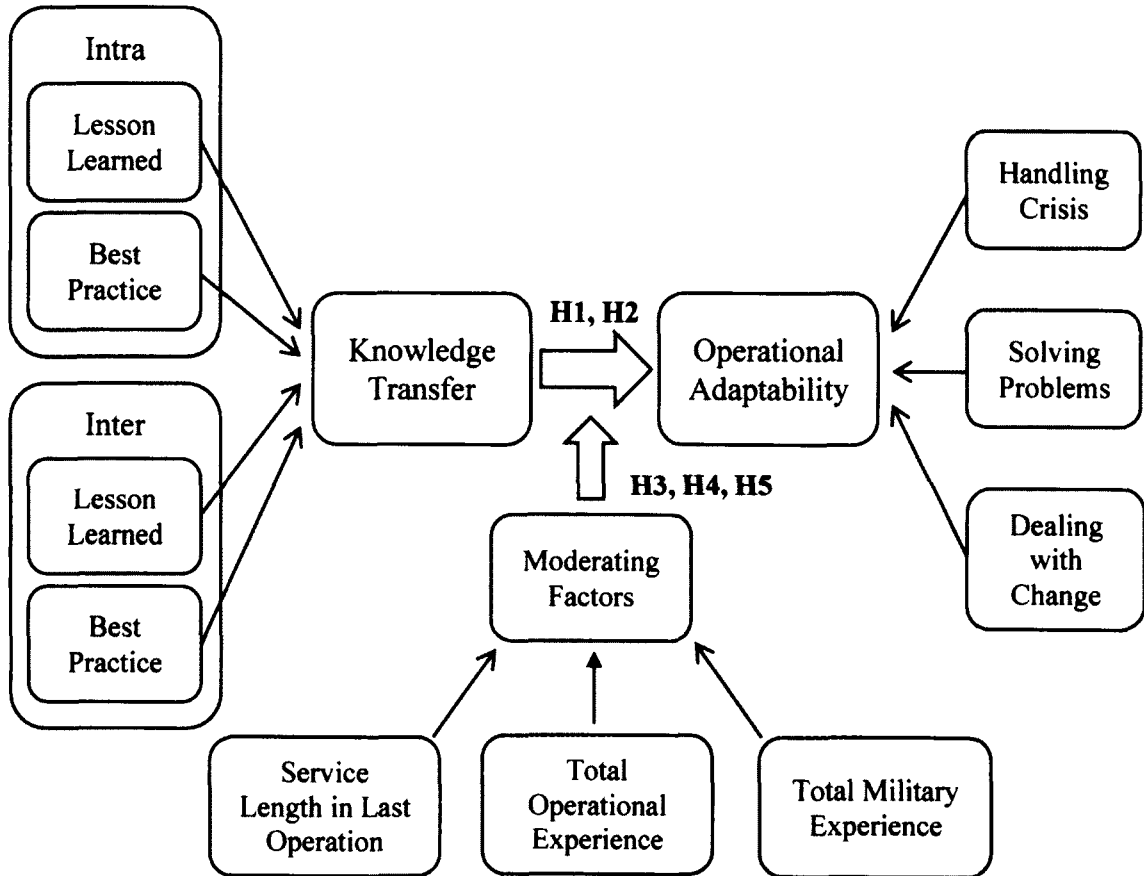 Intra
Lesson
Learned
Best
Practice
Inter
Lesson
Learned
Best
Practice
Knowledge
Transfer
H1, H2
Operational
Adaptability
H3, H4, H5
Moderating
Factors
Handling
Crisis
Solving
Problems
Dealing
with
Change
Service
Length in Last
Operation
Total
Operational
Experience
Total Military
Experience